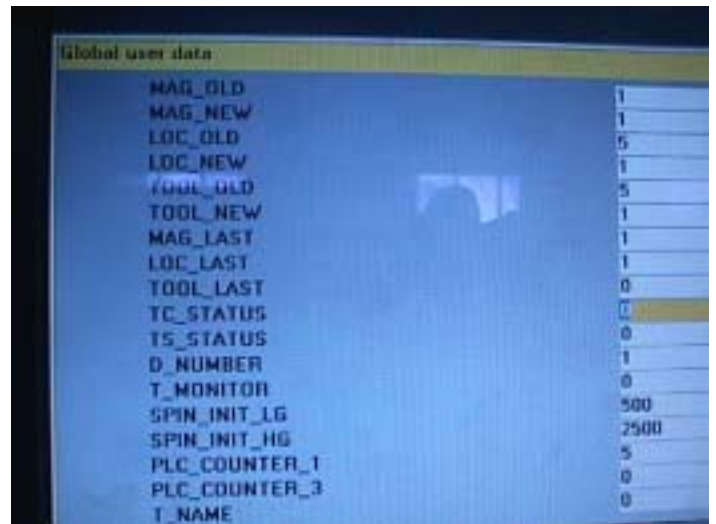 Global user data
MAG_OLD 1
MAG_NEW 1
LOC_OLD 5
LOC_NEW 1
TOOL_OLD 5
TOOL_NEW 1
MAG_LAST 1
LOC_LAST 1
TOOL_LAST 0
TC_STATUS
TS_STATUS 0
D_NUMBER 1
T_MONITOR 0
SPIN_INIT_LG 500
SPIN_INIT_HG 2500
PLC_COUNTER_1 5
PLC_COUNTER_3 0
T_NAME 0